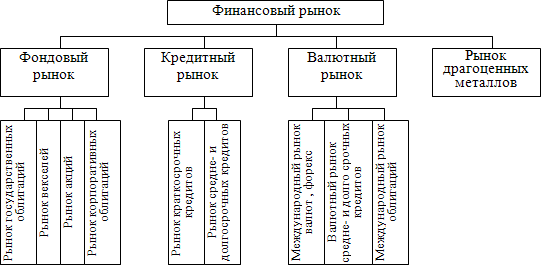 Финансовый рынок
Фондовый
рынок
Кредитный
рынок
Валютный
рынок
Рынок
драгоценных
металлов
Рынок государственных
облигаций
Рынок векселей
Рынок акций
Рынок корпоративных
облигаций
Рынок краткосрочных
кредитов
Рынок средне- и
долгосрочных кредитов
Международный рынок
валют , форекс
Валютный рынок
средне- и долго срочных
кредитов
Международный рынок
облигаций